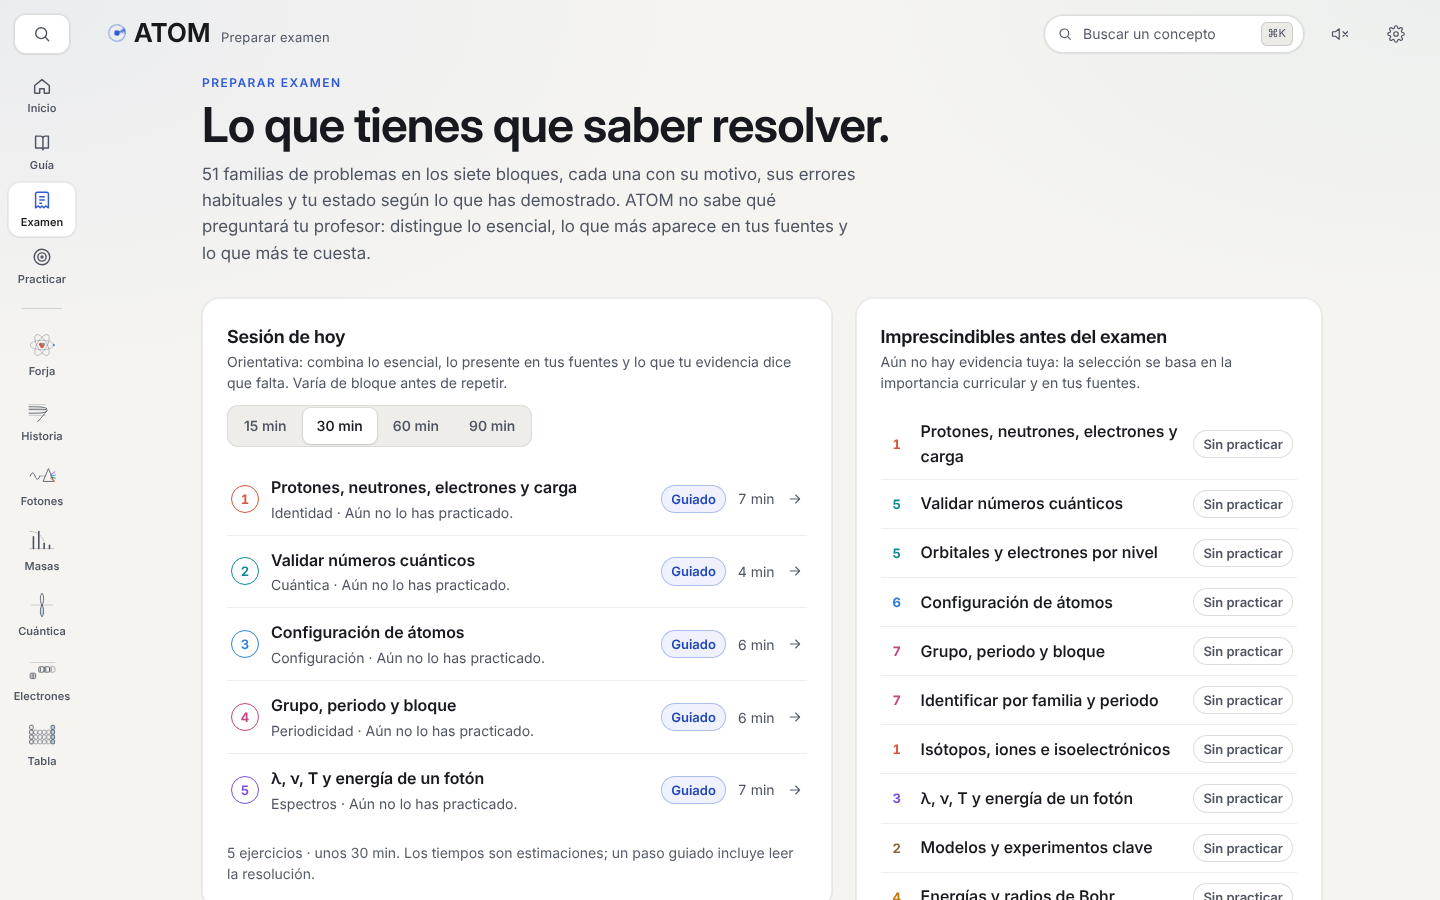 ATOM Preparar examen
Buscar un concepto ⌘K
Inicio
Guía
Examen
Practicar
Forja
Historia
Fotones
Masas
Cuántica
Electrones
Tabla
PREPARAR EXAMEN
Lo que tienes que saber resolver.
51 familias de problemas en los siete bloques, cada una con su motivo, sus errores
habituales y tu estado según lo que has demostrado. ATOM no sabe qué
preguntará tu profesor: distingue lo esencial, lo que más aparece en tus fuentes y
lo que más te cuesta.
Sesión de hoy
Orientativa: combina lo esencial, lo presente en tus fuentes y lo que tu evidencia dice
que falta. Varía de bloque antes de repetir.
15 min 30 min 60 min 90 min
1 Protones, neutrones, electrones y carga
Identidad · Aún no lo has practicado.
Guiado 7 min →
2 Validar números cuánticos
Cuántica · Aún no lo has practicado.
Guiado 4 min →
3 Configuración de átomos
Configuración · Aún no lo has practicado.
Guiado 6 min →
4 Grupo, periodo y bloque
Periodicidad · Aún no lo has practicado.
Guiado 6 min →
5 λ, ν, T y energía de un fotón
Espectros · Aún no lo has practicado.
Guiado 7 min →
5 ejercicios · unos 30 min. Los tiempos son estimaciones; un paso guiado incluye leer
la resolución.
Imprescindibles antes del examen
Aún no hay evidencia tuya: la selección se basa en la
importancia curricular y en tus fuentes.
1 Protones, neutrones, electrones y
carga
Sin practicar
5 Validar números cuánticos Sin practicar
5 Orbitales y electrones por nivel Sin practicar
6 Configuración de átomos Sin practicar
7 Grupo, periodo y bloque Sin practicar
7 Identificar por familia y periodo Sin practicar
1 Isótopos, iones e isoelectrónicos Sin practicar
3 λ, ν, T y energía de un fotón Sin practicar
2 Modelos y experimentos clave Sin practicar
4 Energías y radios de Bohr Sin practicar